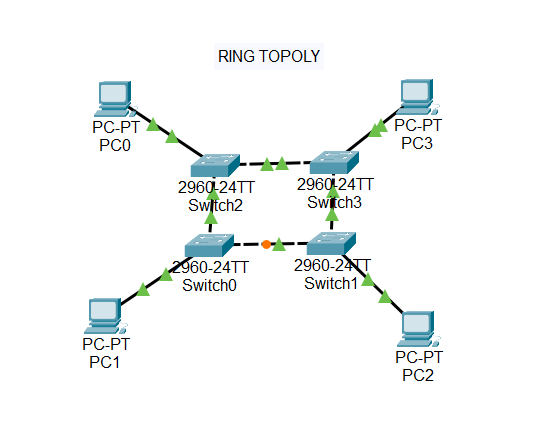 RING TOPOLY
PC-PT
PC0
PC-PT
PC3
2960-24TT
Switch2
2960-24TT
Switch3
2960-24TT
Switch0
2960-24TT
Switch1
PC-PT
PC1
PC-PT
PC2